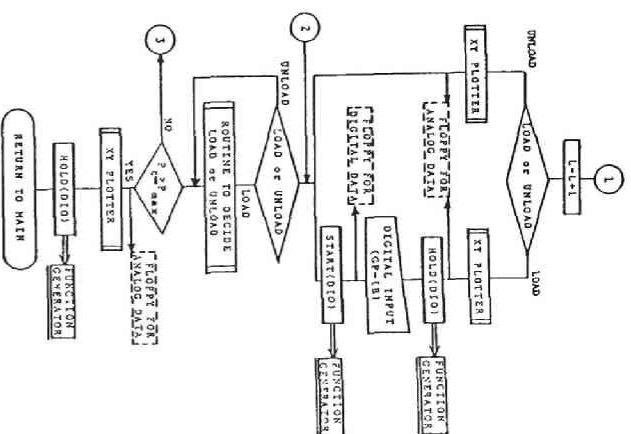 1
L=L+1
UNLOAD
LOAD or UNLOAD
LOAD
XY PLOTTER
XY PLOTTER
FLOPPY FOR
ANALOG DATA
HOLD(DIO)
FUNCTION
GENERATOR
DIGITAL INPUT
(GP-IB)
FLOPPY FOR
DIGITAL DATA
START(DIO)
FUNCTION
GENERATOR
2
UNLOAD
LOAD or UNLOAD
LOAD
ROUTINE TO DECIDE
LOAD or UNLOAD
3
NO
YES
FLOPPY FOR
ANALOG DATA
XY PLOTTER
HOLD(DIO)
FUNCTION
GENERATOR
RETURN TO MAIN